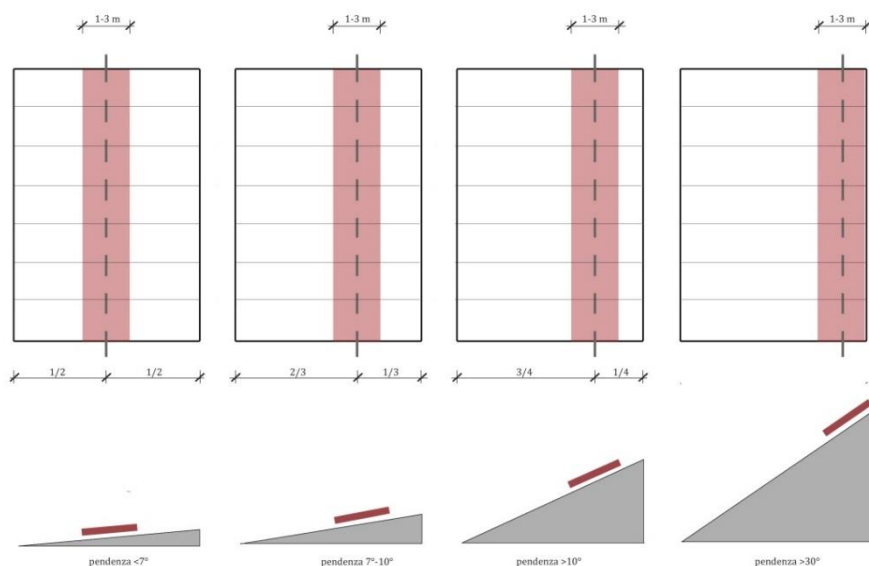 1-3 m
1-3 m
1-3 m
1-3 m
1/2
1/2
2/3
1/3
3/4
1/4
pendenza <7°
pendenza 7°-10°
pendenza >10°
pendenza >30°